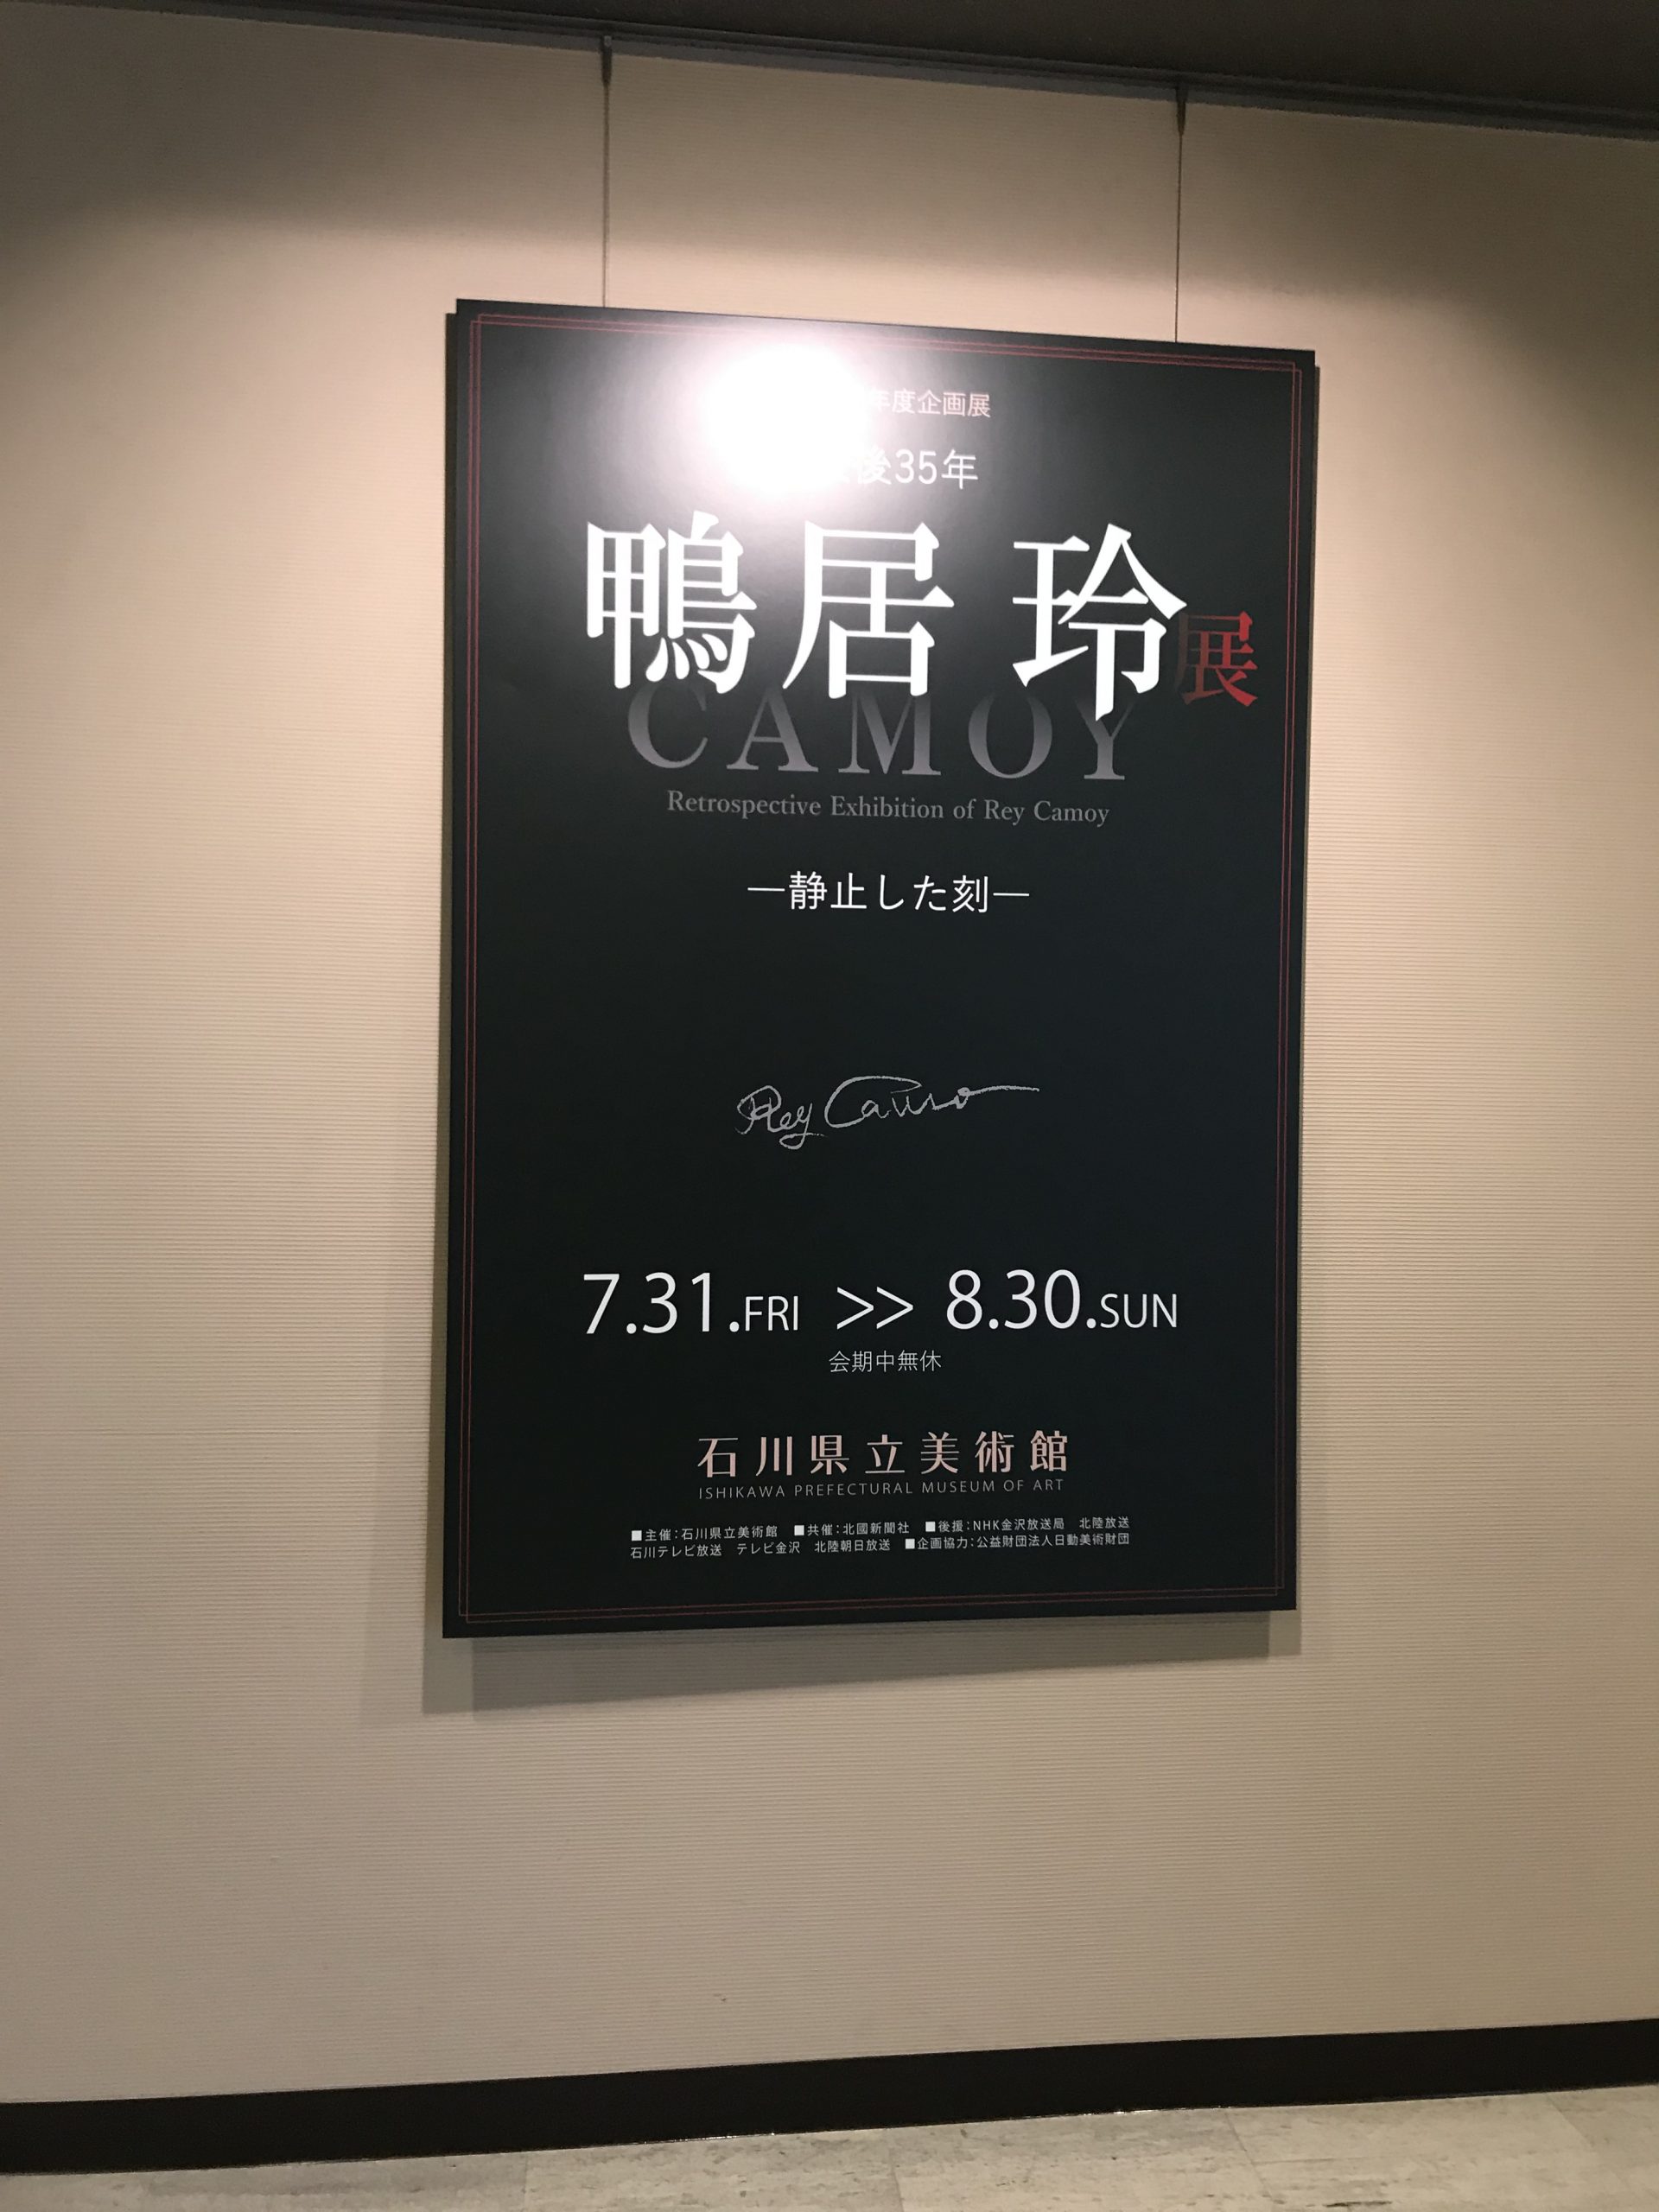 年度企画展
後35年
鴨居 玲展
CAMOY
Retrospective Exhibition of Rey Camoy
―静止した刻―
Rey Camo
7.31.FRI >> 8.30.SUN
会期中無休
石川県立美術館
ISHIKAWA PREFECTURAL MUSEUM OF ART
■主催：石川県立美術館 ■共催：北國新聞社 ■後援：NHK金沢放送局 北陸放送
石川テレビ放送 テレビ金沢 北陸朝日放送 ■企画協力：公益財団法人日動美術財団